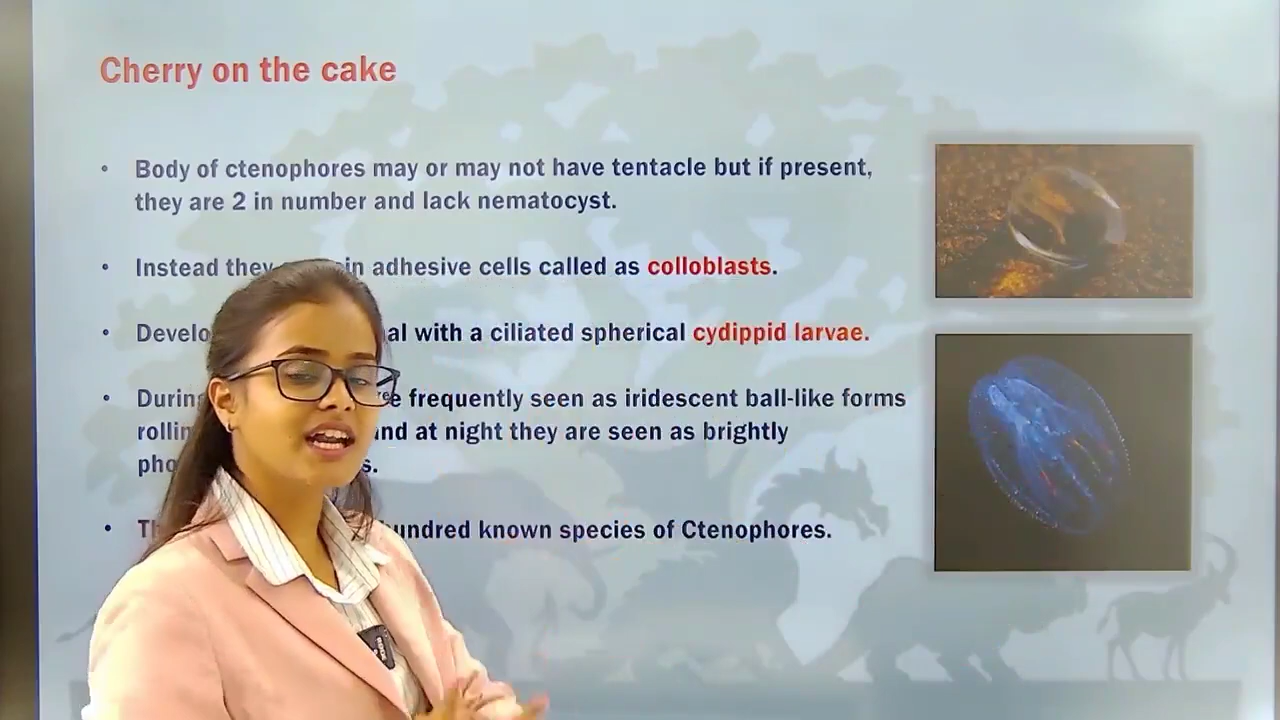 Cherry on the cake
• Body of ctenophores may or may not have tentacle but if present,
they are 2 in number and lack nematocyst.
• Instead they in adhesive cells called as colloblasts.
• Develo al with a ciliated spherical cydippid larvae.
• During e frequently seen as iridescent ball-like forms
rollin and at night they are seen as brightly
pho s.
• Th hundred known species of Ctenophores.